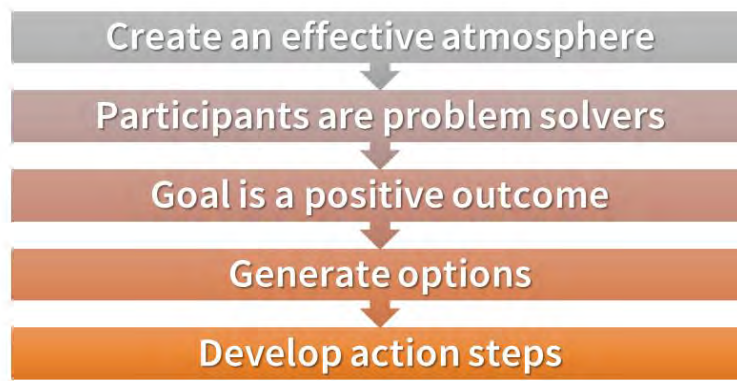 Create an effective atmosphere
Participants are problem solvers
Goal is a positive outcome
Generate options
Develop action steps